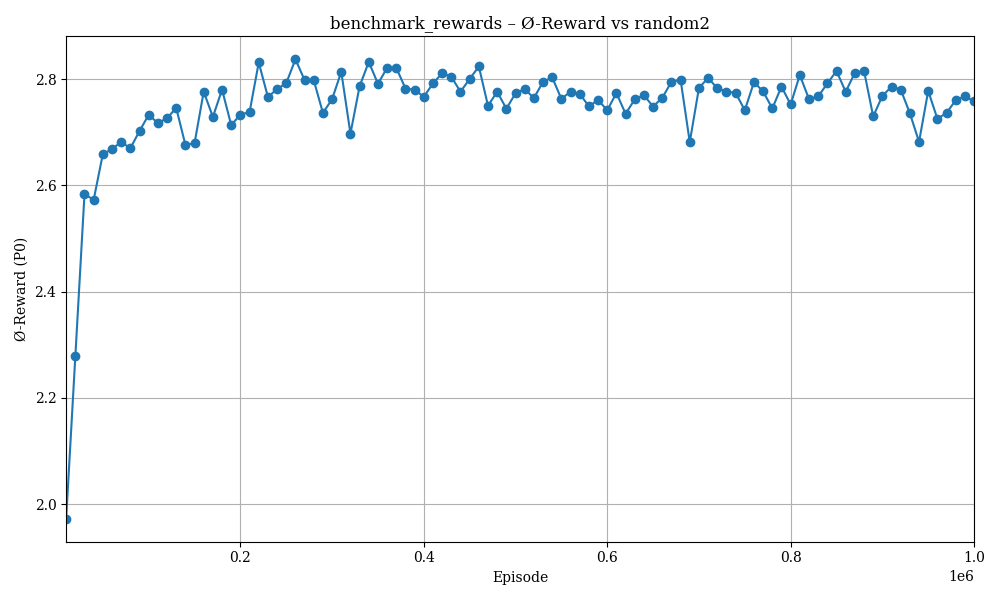 benchmark_rewards – Ø-Reward vs random2
Ø-Reward (P0)
2.8
2.6
2.4
2.2
2.0
0.2
0.4
0.6
0.8
1.0
1e6
Episode